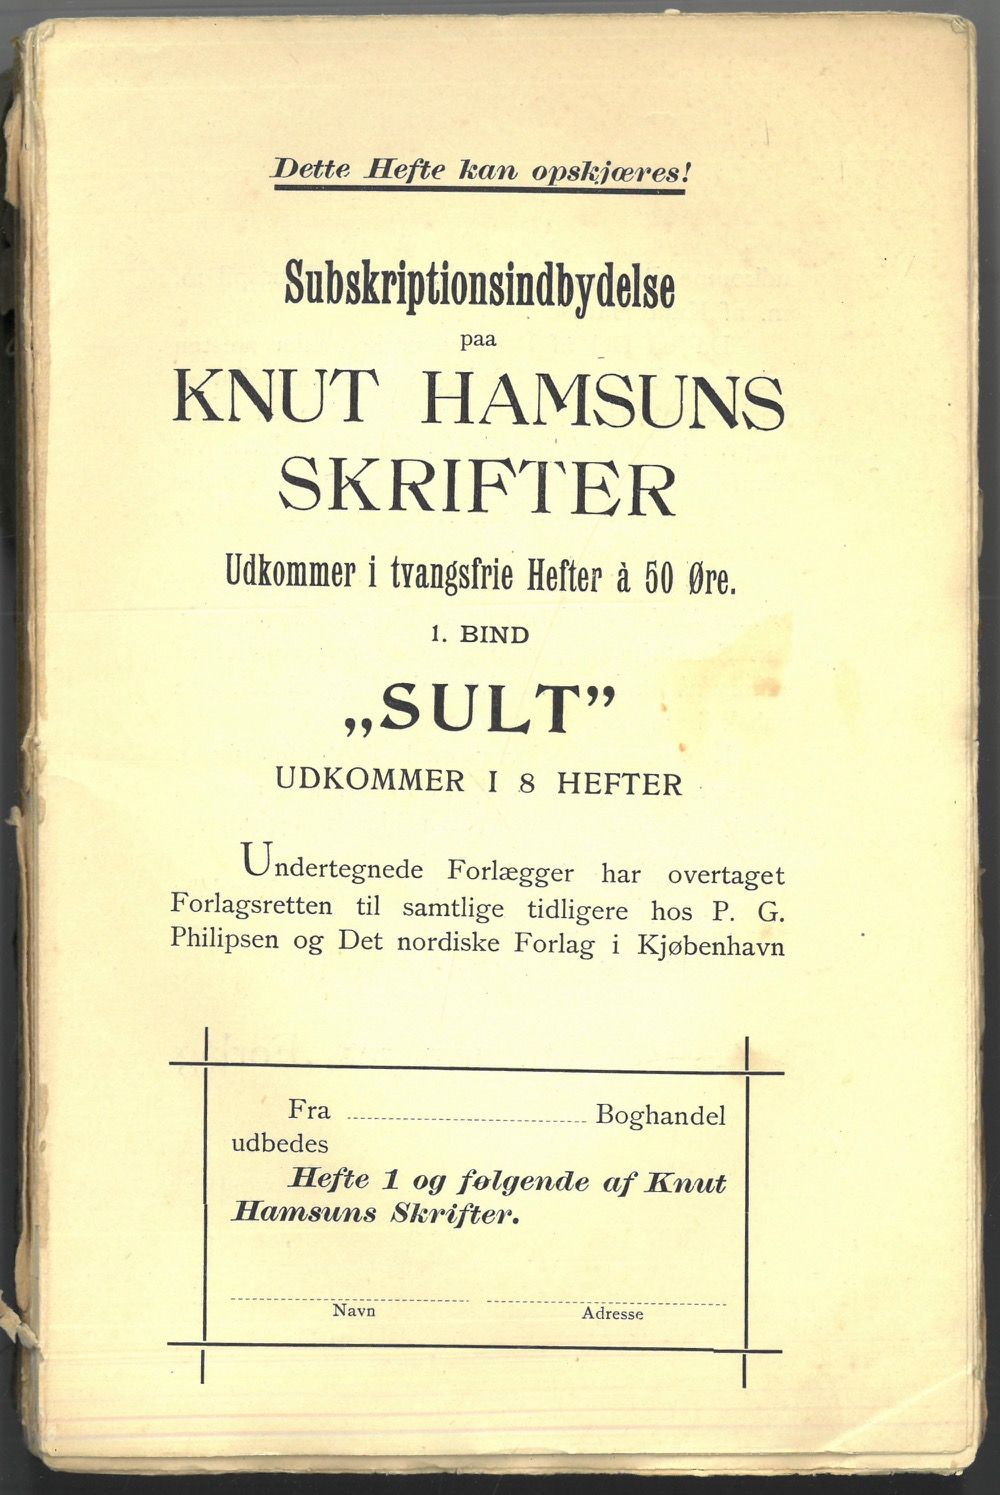 Dette Hefte kan opskjæres!
Subskriptionsindbydelse
paa
KNUT HAMSUNS
SKRIFTER
Udkommer i tvangsfrie Hefter à 50 Øre.
1. BIND
„SULT”
UDKOMMER I 8 HEFTER
Undertegnede Forlægger har overtaget
Forlagsretten til samtlige tidligere hos P. G.
Philipsen og Det nordiske Forlag i Kjøbenhavn
Fra Boghandel
udbedes
Hefte 1 og følgende af Knut
Hamsuns Skrifter.
Navn Adresse